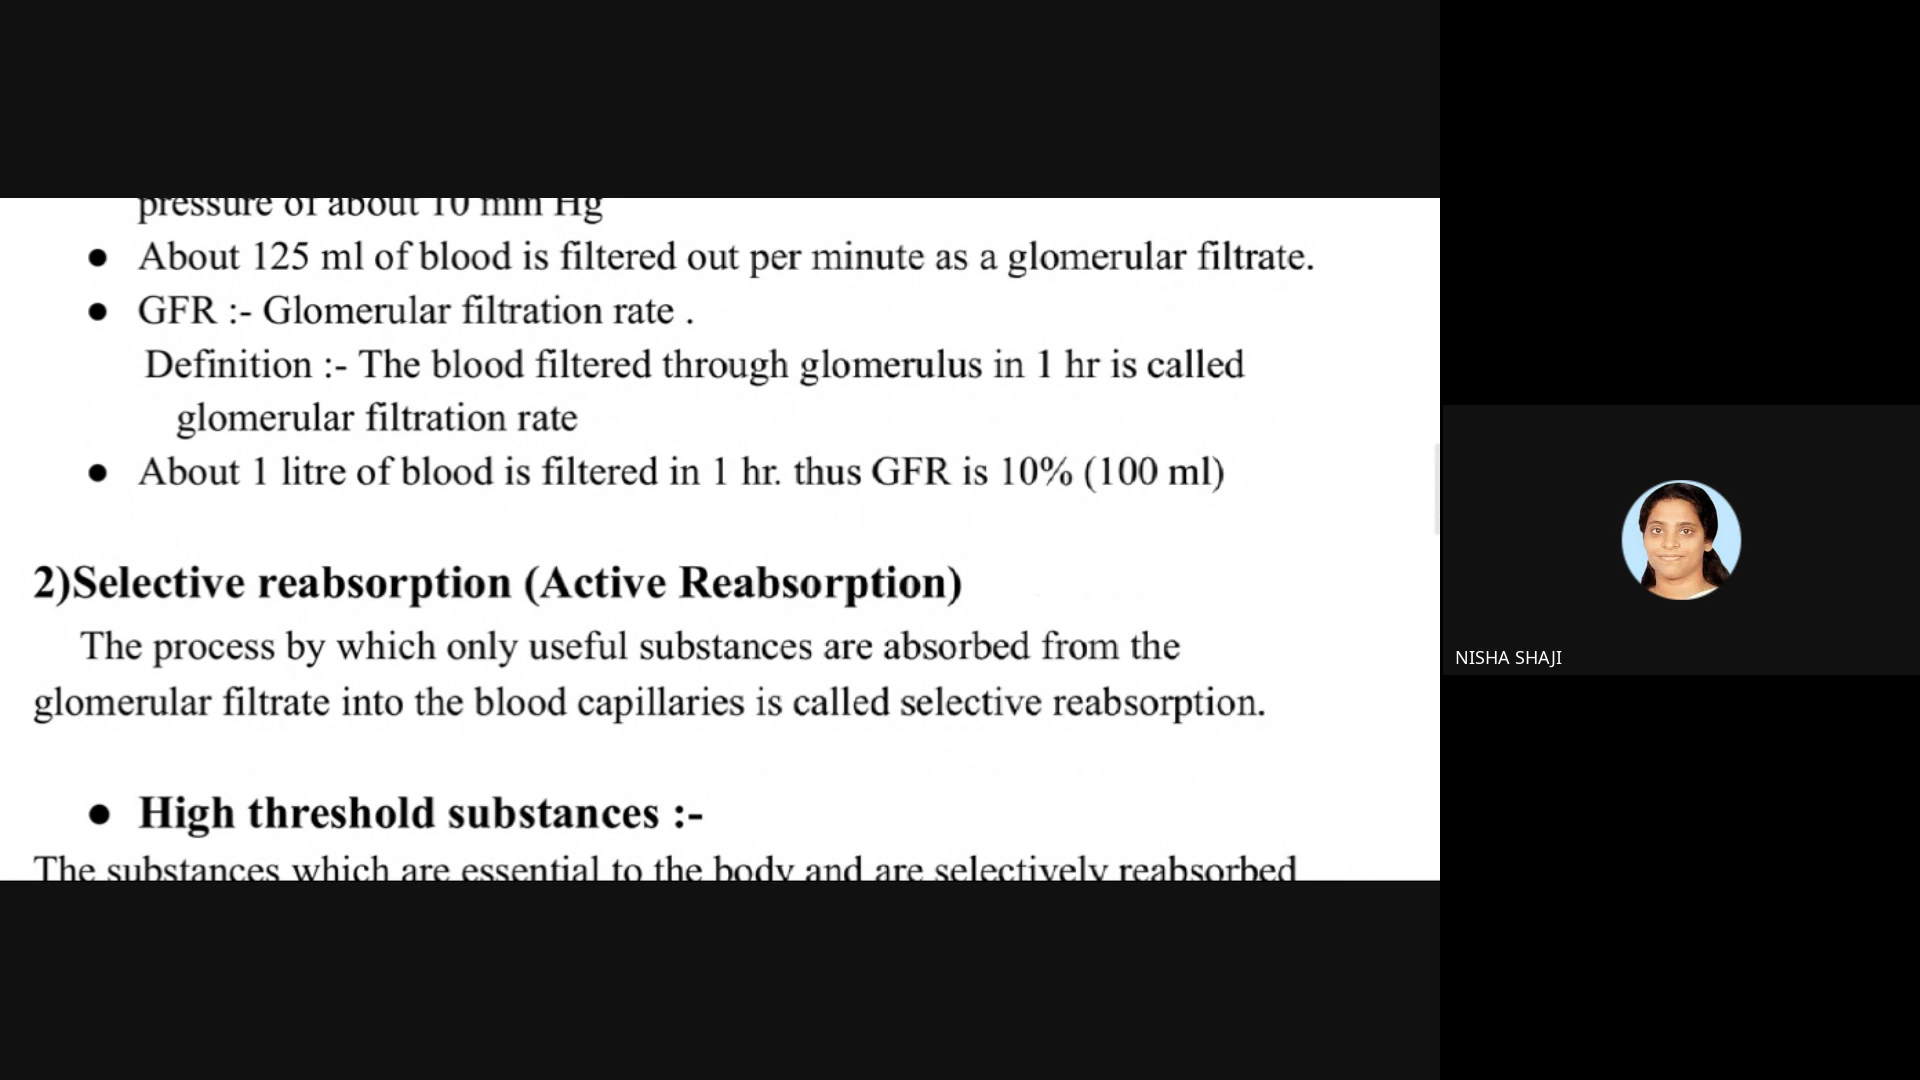 pressure of about 10 mm Hg
● About 125 ml of blood is filtered out per minute as a glomerular filtrate.
● GFR :- Glomerular filtration rate .
Definition :- The blood filtered through glomerulus in 1 hr is called
glomerular filtration rate
● About 1 litre of blood is filtered in 1 hr. thus GFR is 10% (100 ml)
2)Selective reabsorption (Active Reabsorption)
The process by which only useful substances are absorbed from the
glomerular filtrate into the blood capillaries is called selective reabsorption.
● High threshold substances :-
The substances which are essential to the body and are selectively reabsorbed
NISHA SHAJI